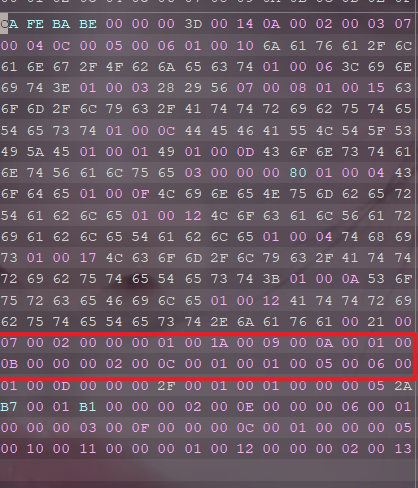 CA FE BA BE 00 00 00 3D 00 14 0A 00 02 00 03 07
00 04 0C 00 05 00 06 01 00 10 6A 61 76 61 2F 6C
61 6E 67 2F 4F 62 6A 65 63 74 01 00 06 3C 69 6E
69 74 3E 01 00 03 28 29 56 07 00 08 01 00 15 63
6F 6D 2F 6C 79 63 2F 41 74 74 72 69 62 75 74 65
54 65 73 74 01 00 0C 44 45 46 41 55 4C 54 5F 53
49 5A 45 01 00 01 49 01 00 0D 43 6F 6E 73 74 61
6E 74 56 61 6C 75 65 03 00 00 00 80 01 00 04 43
6F 64 65 01 00 0F 4C 69 6E 65 4E 75 6D 62 65 72
54 61 62 6C 65 01 00 12 4C 6F 63 61 6C 56 61 72
69 61 62 6C 65 54 61 62 6C 65 01 00 04 74 68 69
73 01 00 17 4C 63 6F 6D 2F 6C 79 63 2F 41 74 74
72 69 62 75 74 65 54 65 73 74 3B 01 00 0A 53 6F
75 72 63 65 46 69 6C 65 01 00 12 41 74 74 72 69
62 75 74 65 54 65 73 74 2E 6A 61 76 61 00 21 00
07 00 02 00 00 00 01 00 1A 00 09 00 0A 00 01 00
0B 00 00 00 02 00 0C 00 01 00 01 00 05 00 06 00
01 00 0D 00 00 00 2F 00 01 00 01 00 00 00 05 2A
B7 00 01 B1 00 00 00 02 00 0E 00 00 00 06 00 01
00 00 00 03 00 0F 00 00 00 0C 00 01 00 00 00 05
00 10 00 11 00 00 00 01 00 12 00 00 00 02 00 13